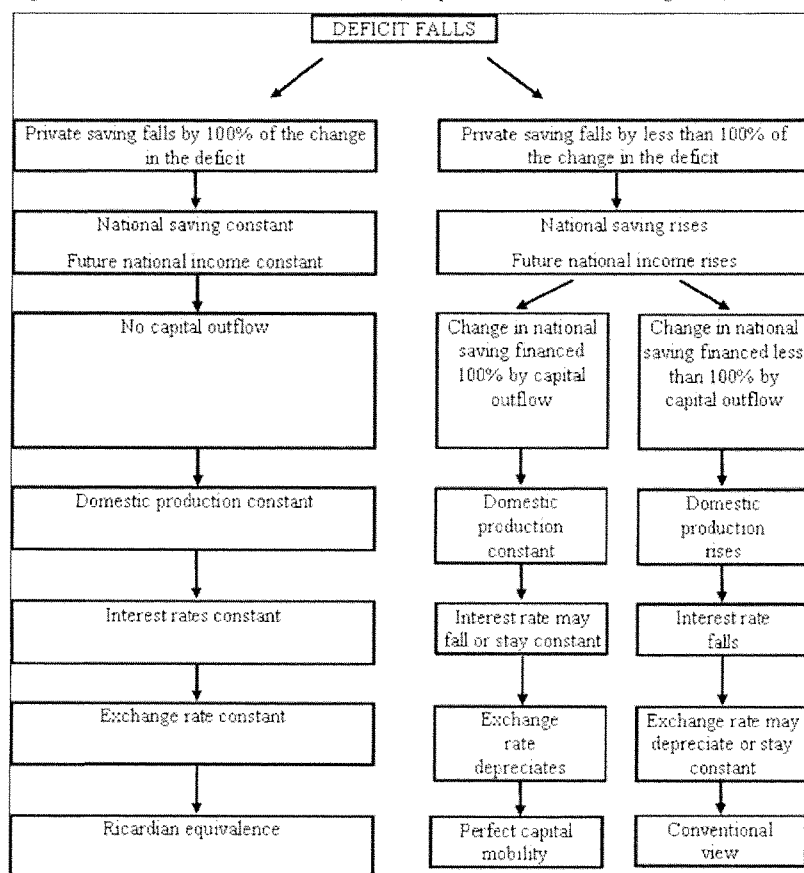 DEFICIT FALLS
Private saving falls by 100% of the change
in the deficit
Private saving falls by less than 100% of
the change in the deficit
National saving constant
Future national income constant
National saving rises
Future national income rises
No capital outflow
Change in national
saving financed
100% by capital
outflow
Change in national
saving financed less
than 100% by
capital outflow
Domestic production constant
Domestic
production
constant
Domestic
production
rises
Interest rates constant
Interest rate may
fall or stay constant
Interest rate
falls
Exchange rate constant
Exchange
rate
depreciates
Exchange rate may
depreciate or stay
constant
Ricardian equivalence
Perfect capital
mobility
Conventional
view